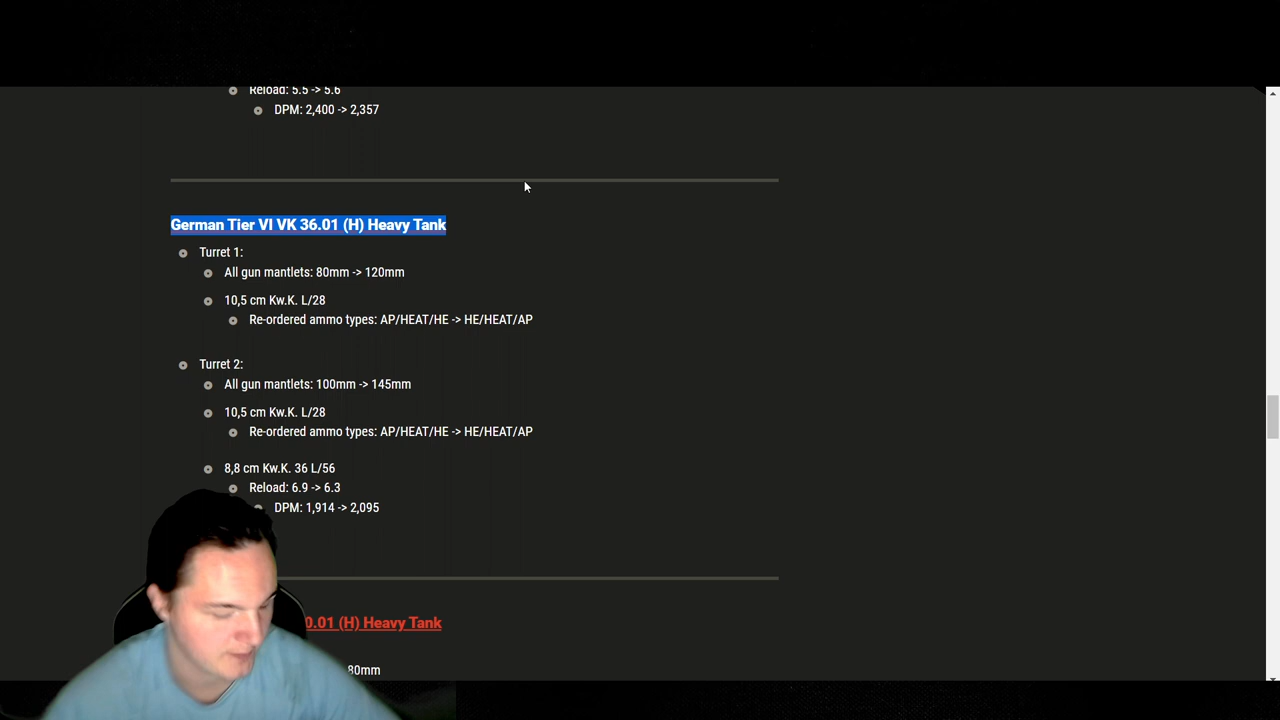 Reload: 5.5 -> 5.6
DPM: 2,400 -> 2,357
German Tier VI VK 36.01 (H) Heavy Tank
Turret 1:
All gun mantlets: 80mm -> 120mm
10,5 cm Kw.K. L/28
Re-ordered ammo types: AP/HEAT/HE -> HE/HEAT/AP
Turret 2:
All gun mantlets: 100mm -> 145mm
10,5 cm Kw.K. L/28
Re-ordered ammo types: AP/HEAT/HE -> HE/HEAT/AP
8,8 cm Kw.K. 36 L/56
Reload: 6.9 -> 6.3
DPM: 1,914 -> 2,095
0.01 (H) Heavy Tank
80mm